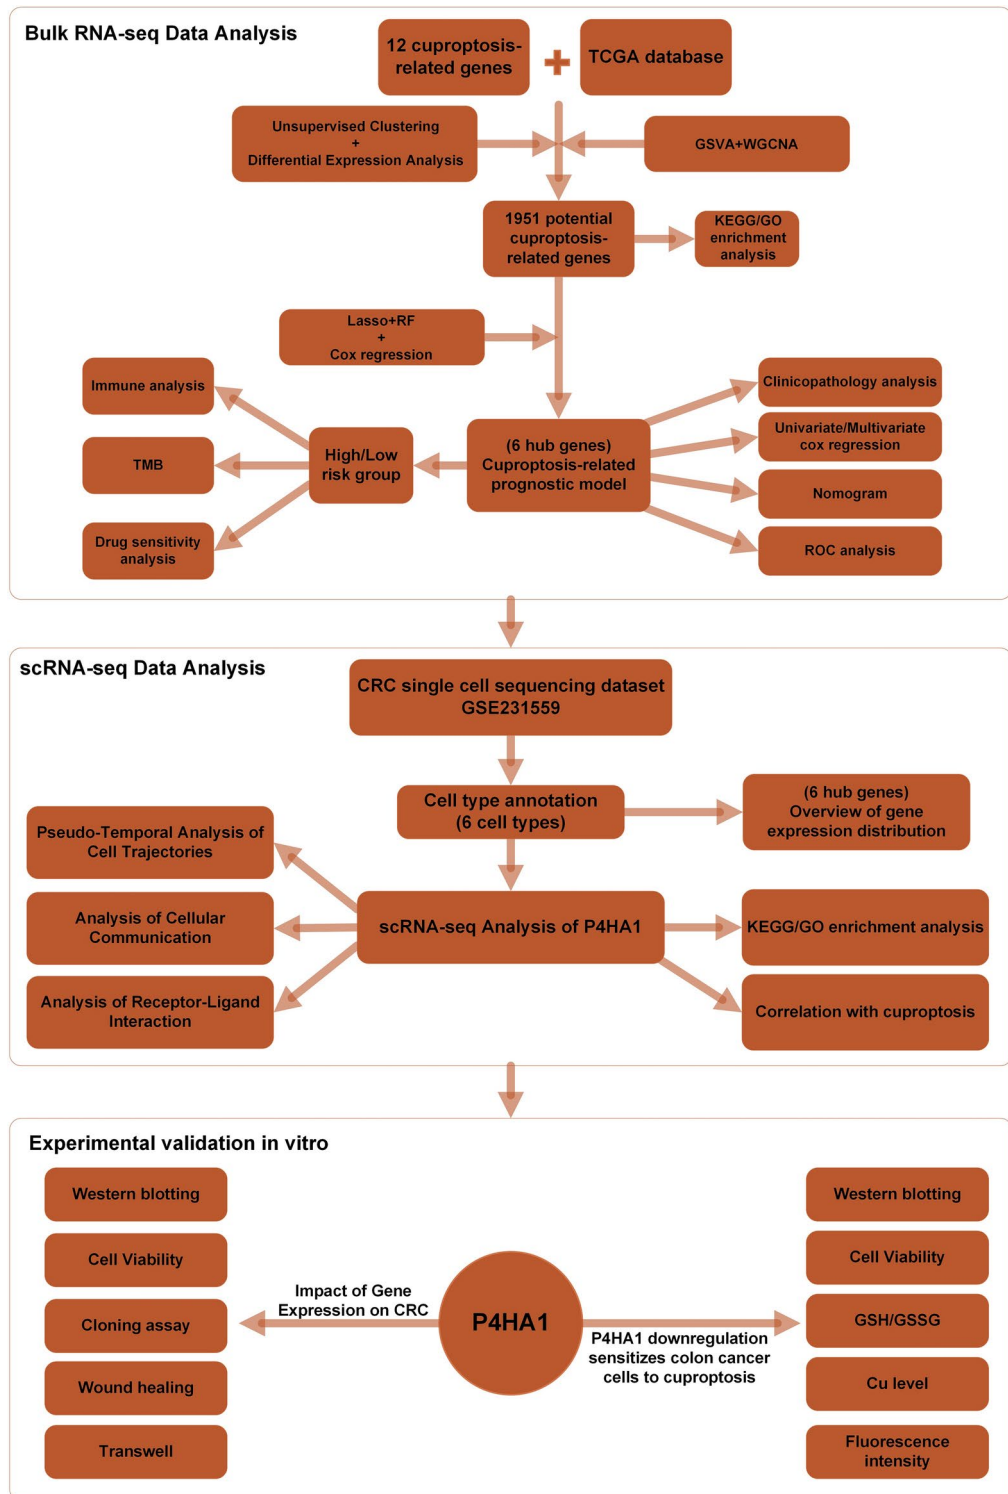 Bulk RNA-seq Data Analysis
12 cuproptosis-
related genes
TCGA database
Unsupervised Clustering
+
Differential Expression Analysis
GSVA+WGCNA
1951 potential
cuproptosis-
related genes
KEGG/GO
enrichment
analysis
Lasso+RF
+
Cox regression
Immune analysis
TMB
Drug sensitivity
analysis
High/Low
risk group
(6 hub genes)
Cuproptosis-related
prognostic model
Clinicopathology analysis
Univariate/Multivariate
cox regression
Nomogram
ROC analysis
scRNA-seq Data Analysis
CRC single cell sequencing dataset
GSE231559
Cell type annotation
(6 cell types)
(6 hub genes)
Overview of gene
expression distribution
Pseudo-Temporal Analysis of
Cell Trajectories
Analysis of Cellular
Communication
Analysis of Receptor-Ligand
Interaction
scRNA-seq Analysis of P4HA1
KEGG/GO enrichment analysis
Correlation with cuproptosis
Experimental validation in vitro
Western blotting
Cell Viability
Cloning assay
Wound healing
Transwell
Impact of Gene
Expression on CRC
P4HA1
P4HA1 downregulation
sensitizes colon cancer
cells to cuproptosis
Western blotting
Cell Viability
GSH/GSSG
Cu level
Fluorescence
intensity